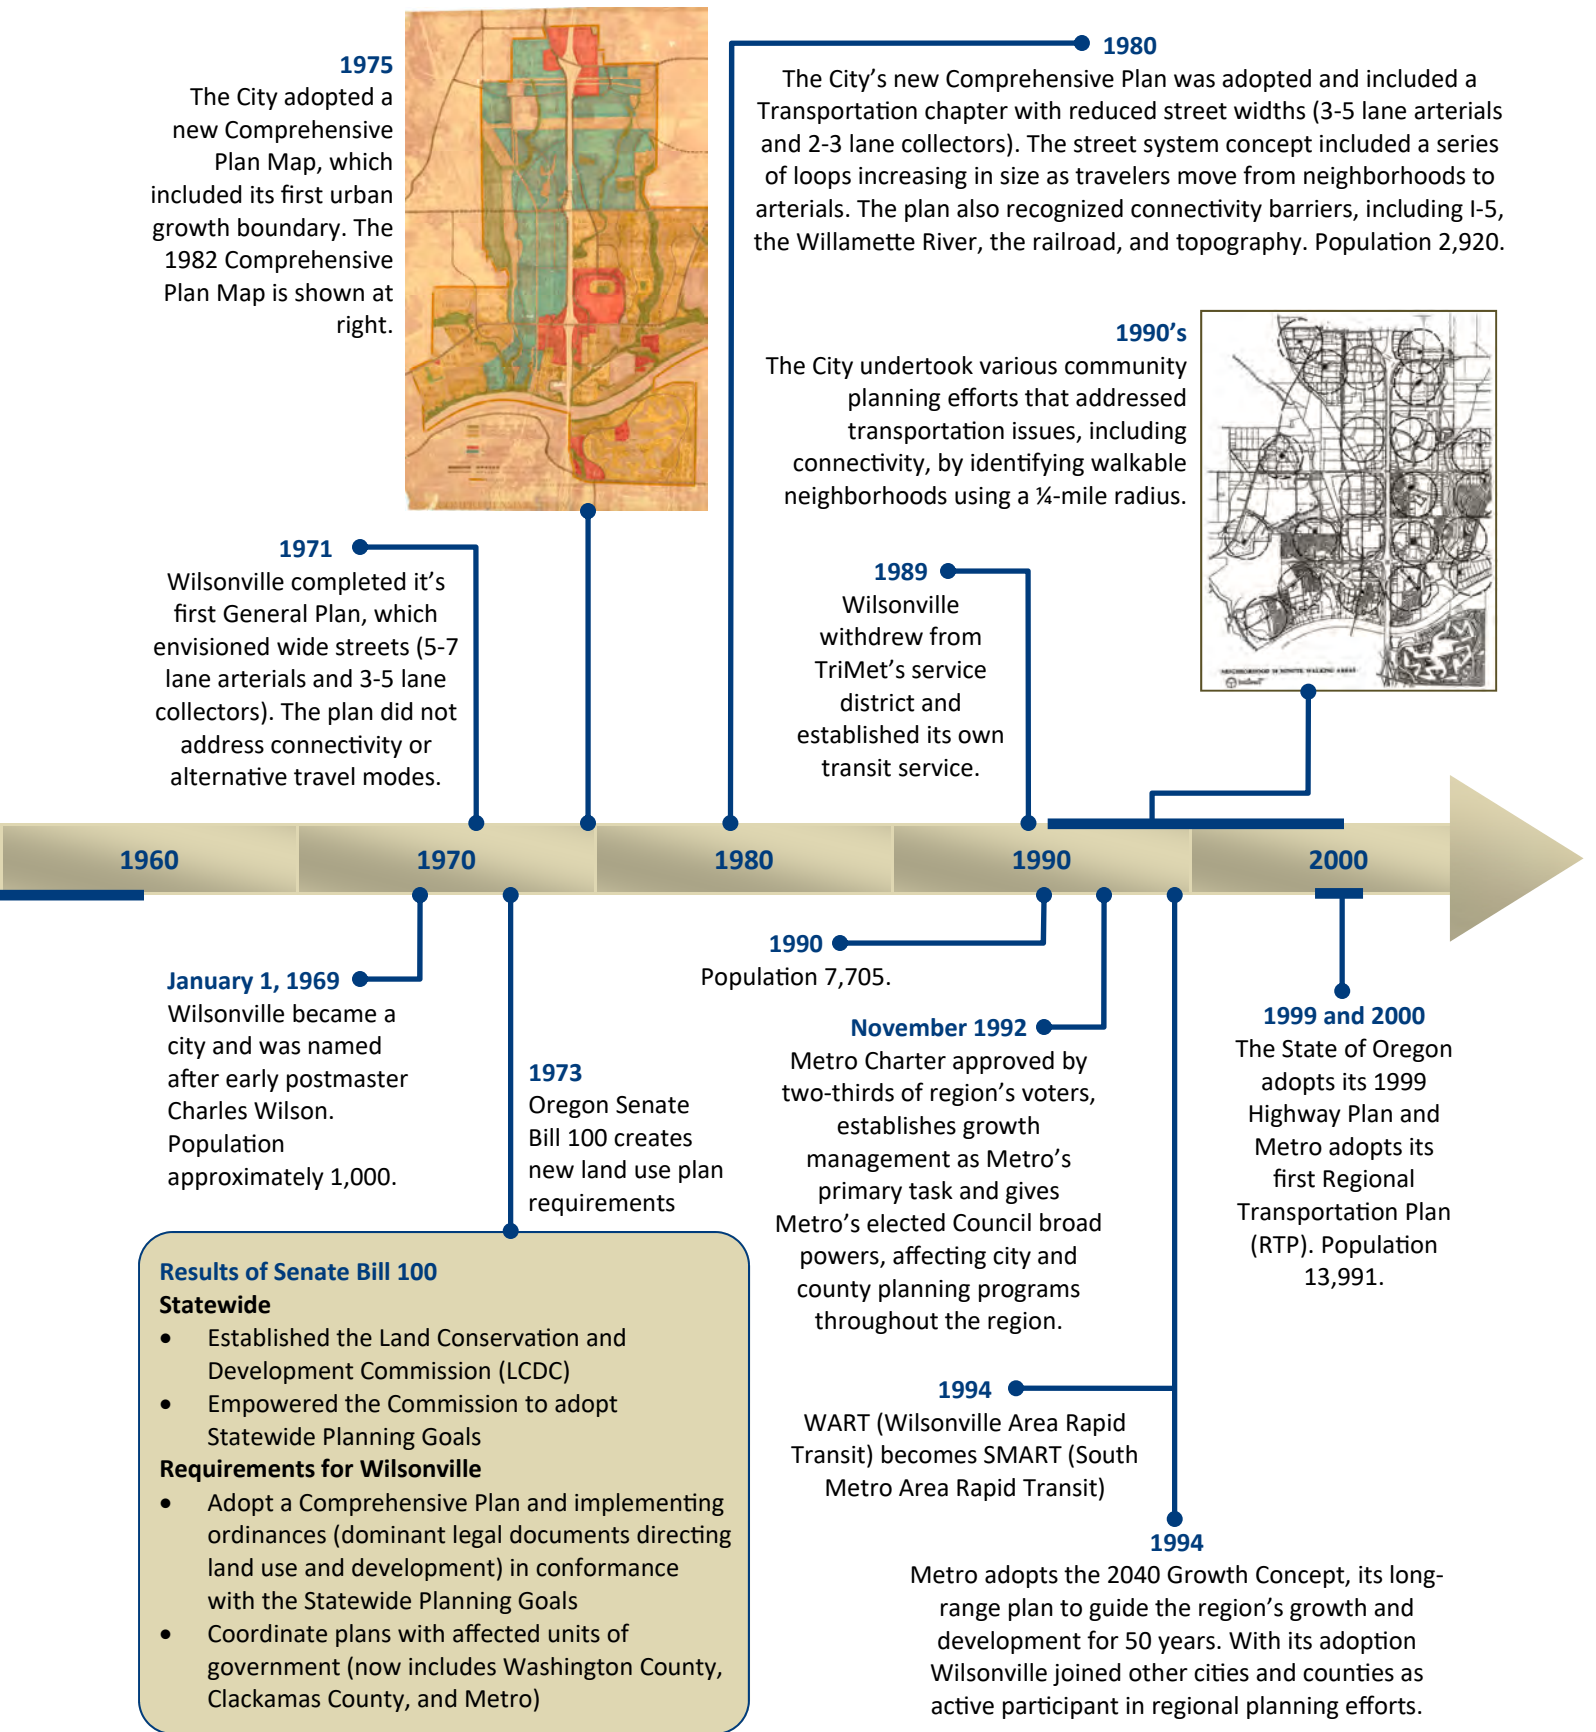 1975
The City adopted a
new Comprehensive
Plan Map, which
included its first urban
growth boundary. The
1982 Comprehensive
Plan Map is shown at
right.
1980
The City’s new Comprehensive Plan was adopted and included a
Transportation chapter with reduced street widths (3-5 lane arterials
and 2-3 lane collectors). The street system concept included a series
of loops increasing in size as travelers move from neighborhoods to
arterials. The plan also recognized connectivity barriers, including I-5,
the Willamette River, the railroad, and topography. Population 2,920.
1990’s
The City undertook various community
planning efforts that addressed
transportation issues, including
connectivity, by identifying walkable
neighborhoods using a ¼-mile radius.
NEIGHBORHOOD 10 MINUTE WALKING AREAS
1971
Wilsonville completed it’s
first General Plan, which
envisioned wide streets (5-7
lane arterials and 3-5 lane
collectors). The plan did not
address connectivity or
alternative travel modes.
1989
Wilsonville
withdrew from
TriMet’s service
district and
established its own
transit service.
1960
1970
1980
1990
2000
January 1, 1969
Wilsonville became a
city and was named
after early postmaster
Charles Wilson.
Population
approximately 1,000.
1973
Oregon Senate
Bill 100 creates
new land use plan
requirements
Results of Senate Bill 100
Statewide
• Established the Land Conservation and
Development Commission (LCDC)
• Empowered the Commission to adopt
Statewide Planning Goals
Requirements for Wilsonville
• Adopt a Comprehensive Plan and implementing
ordinances (dominant legal documents directing
land use and development) in conformance
with the Statewide Planning Goals
• Coordinate plans with affected units of
government (now includes Washington County,
Clackamas County, and Metro)
1990
Population 7,705.
November 1992
Metro Charter approved by
two-thirds of region’s voters,
establishes growth
management as Metro’s
primary task and gives
Metro’s elected Council broad
powers, affecting city and
county planning programs
throughout the region.
1994
WART (Wilsonville Area Rapid
Transit) becomes SMART (South
Metro Area Rapid Transit)
1994
Metro adopts the 2040 Growth Concept, its long-
range plan to guide the region’s growth and
development for 50 years. With its adoption
Wilsonville joined other cities and counties as
active participant in regional planning efforts.
1999 and 2000
The State of Oregon
adopts its 1999
Highway Plan and
Metro adopts its
first Regional
Transportation Plan
(RTP). Population
13,991.